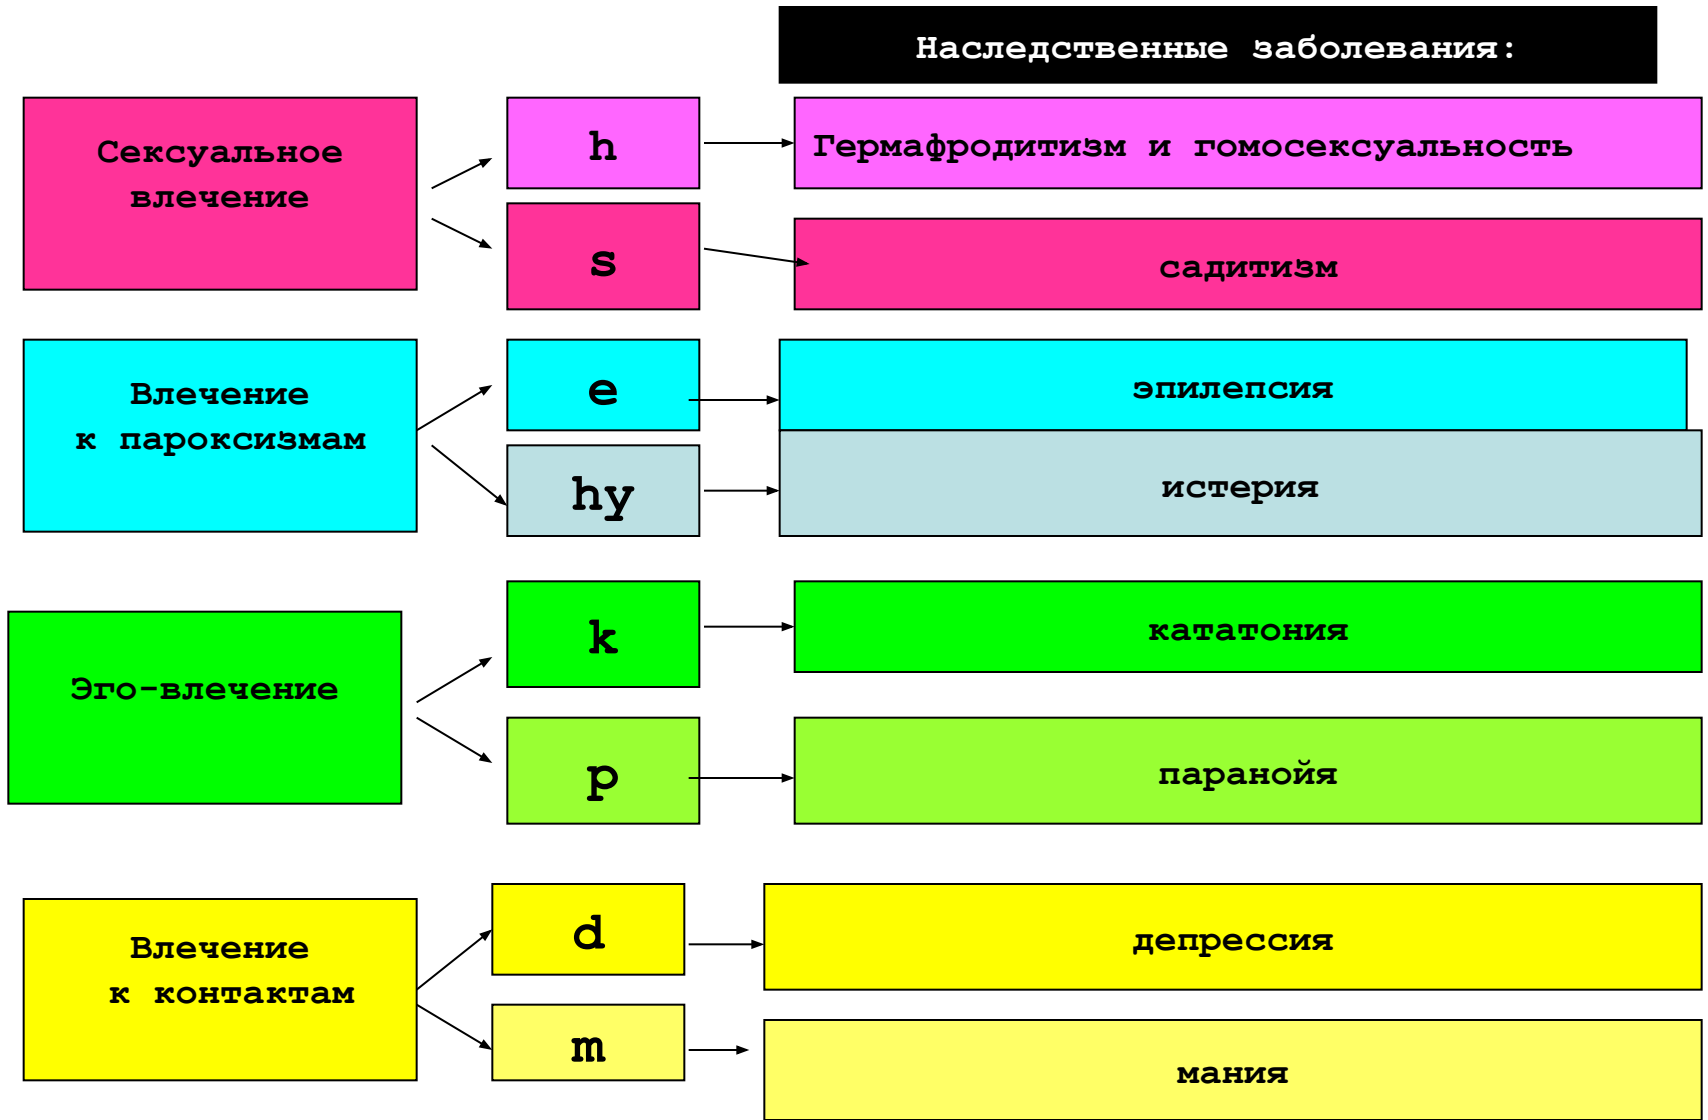 Наследственные заболевания:
Сексуальное
влечение
h
Гермафродитизм и гомосексуальность
s
садитизм
Влечение
к пароксизмам
e
эпилепсия
hy
истерия
Эго-влечение
k
кататония
p
паранойя
Влечение
к контактам
d
депрессия
m
мания